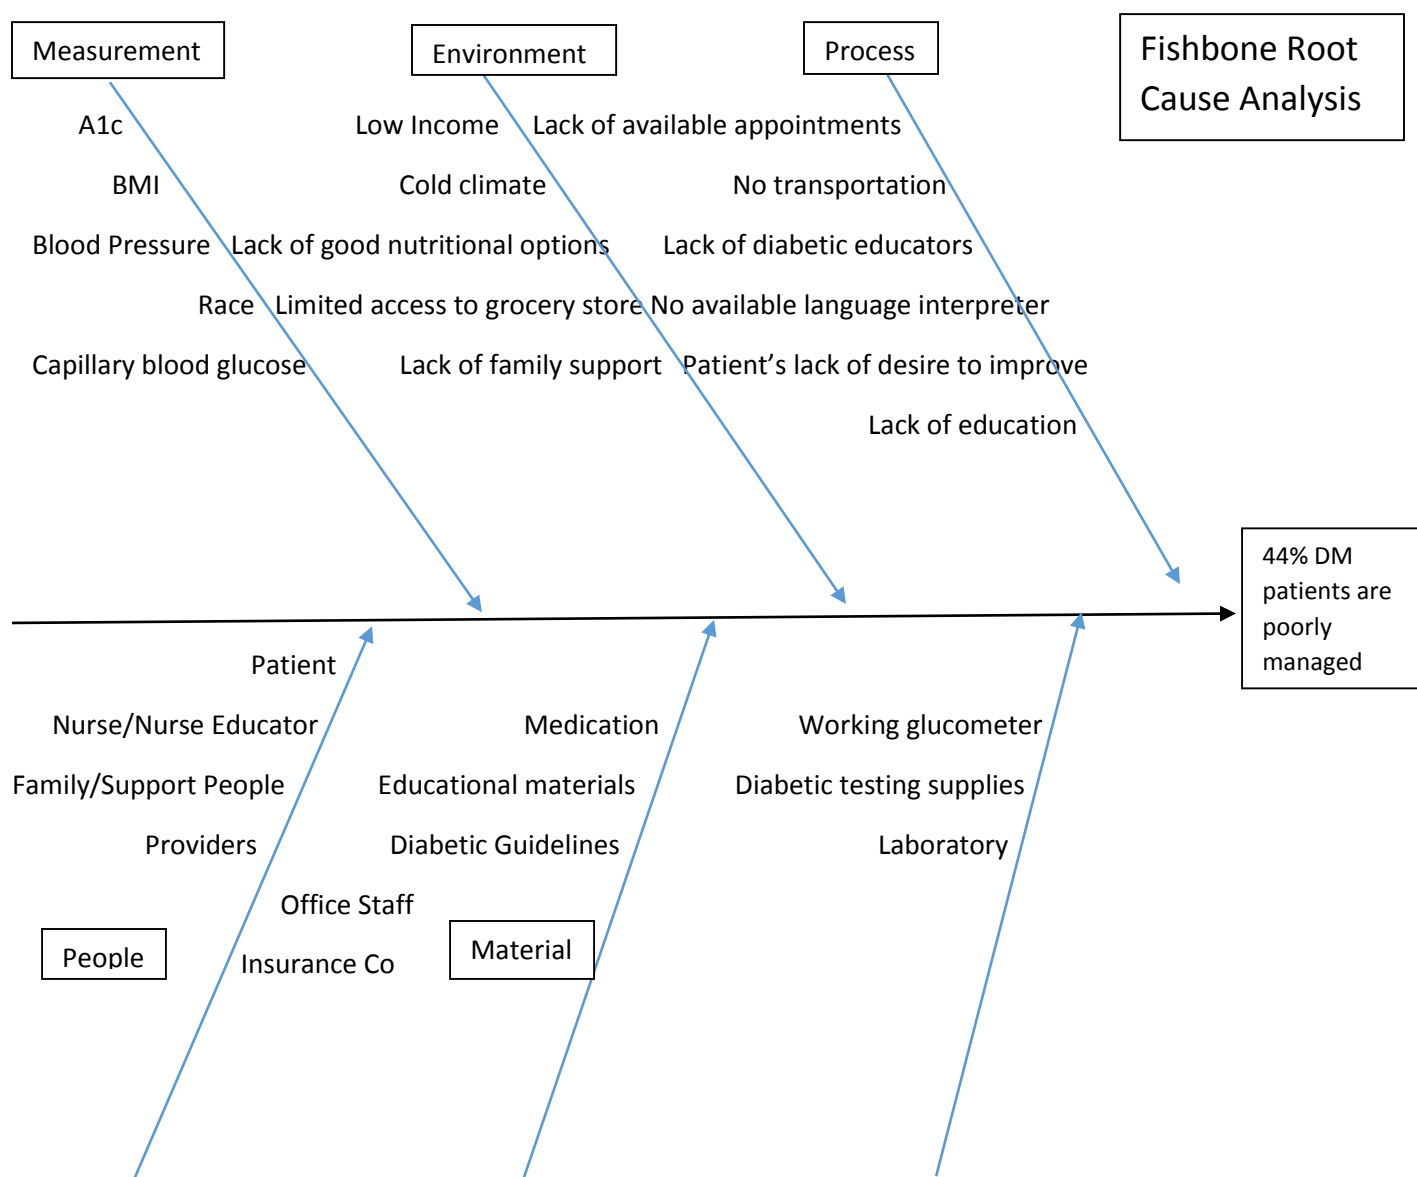 Measurement
Environment
Process
Fishbone Root
Cause Analysis
A1c
Low Income
Lack of available appointments
BMI
Cold climate
No transportation
Blood Pressure
Lack of good nutritional options
Lack of diabetic educators
Race
Limited access to grocery store
No available language interpreter
Capillary blood glucose
Lack of family support
Patient’s lack of desire to improve
Lack of education
44% DM
patients are
poorly
managed
Patient
Nurse/Nurse Educator
Medication
Working glucometer
Family/Support People
Educational materials
Diabetic testing supplies
Providers
Diabetic Guidelines
Laboratory
Office Staff
People
Insurance Co
Material